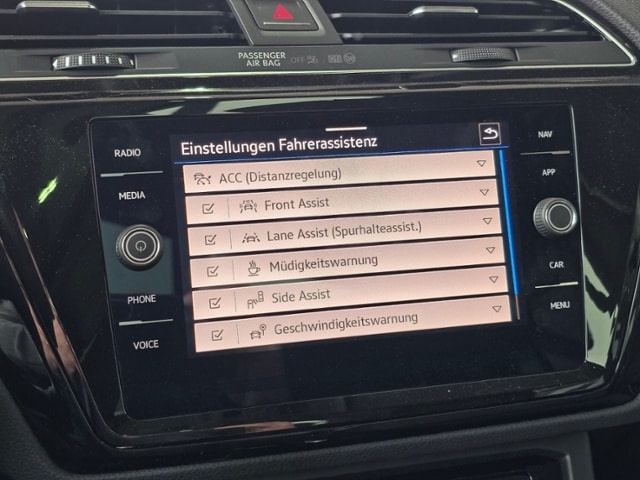 PASSENGER
AIR BAG
OFF
Einstellungen Fahrerassistenz
RADIO
MEDIA
PHONE
VOICE
NAV
APP
CAR
MENU
ACC (Distanzregelung)
Front Assist
Lane Assist (Spurhalteassist.)
Müdigkeitswarnung
Side Assist
Geschwindigkeitswarnung